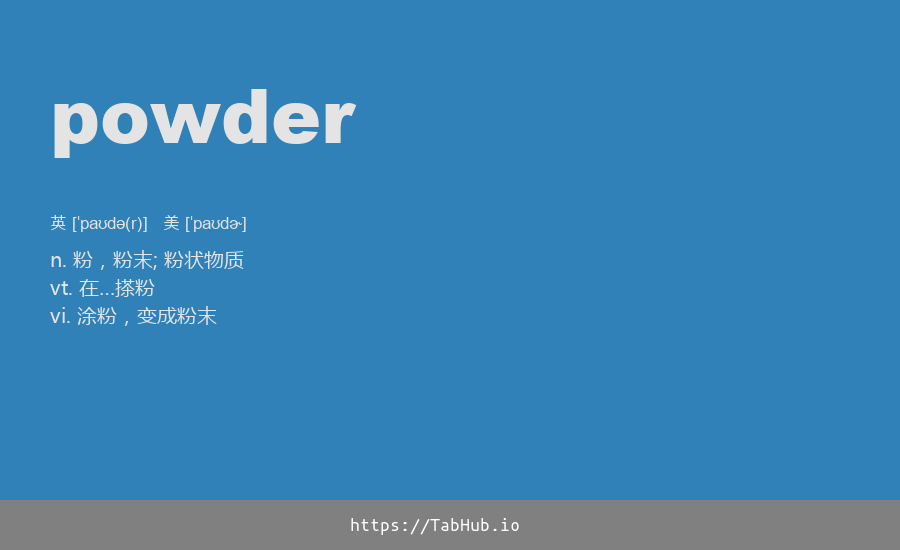 powder
英 [ˈpaʊdə(r)] 美 [ˈpaʊdɚ]
n. 粉，粉末; 粉状物质
vt. 在...搽粉
vi. 涂粉，变成粉末
https://TabHub.io